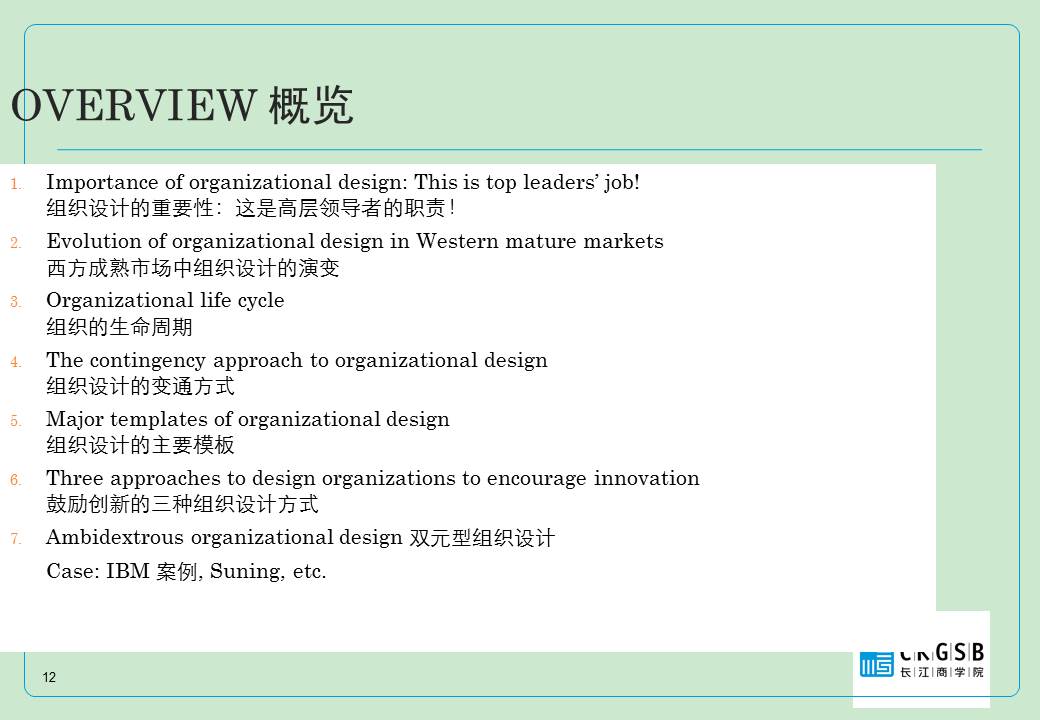 OVERVIEW 概览
1. Importance of organizational design: This is top leaders’ job!
组织设计的重要性：这是高层领导者的职责！
2. Evolution of organizational design in Western mature markets
西方成熟市场中组织设计的演变
3. Organizational life cycle
组织的生命周期
4. The contingency approach to organizational design
组织设计的变通方式
5. Major templates of organizational design
组织设计的主要模板
6. Three approaches to design organizations to encourage innovation
鼓励创新的三种组织设计方式
7. Ambidextrous organizational design 双元型组织设计
Case: IBM 案例, Suning, etc.
CKGSB
长江商学院
12